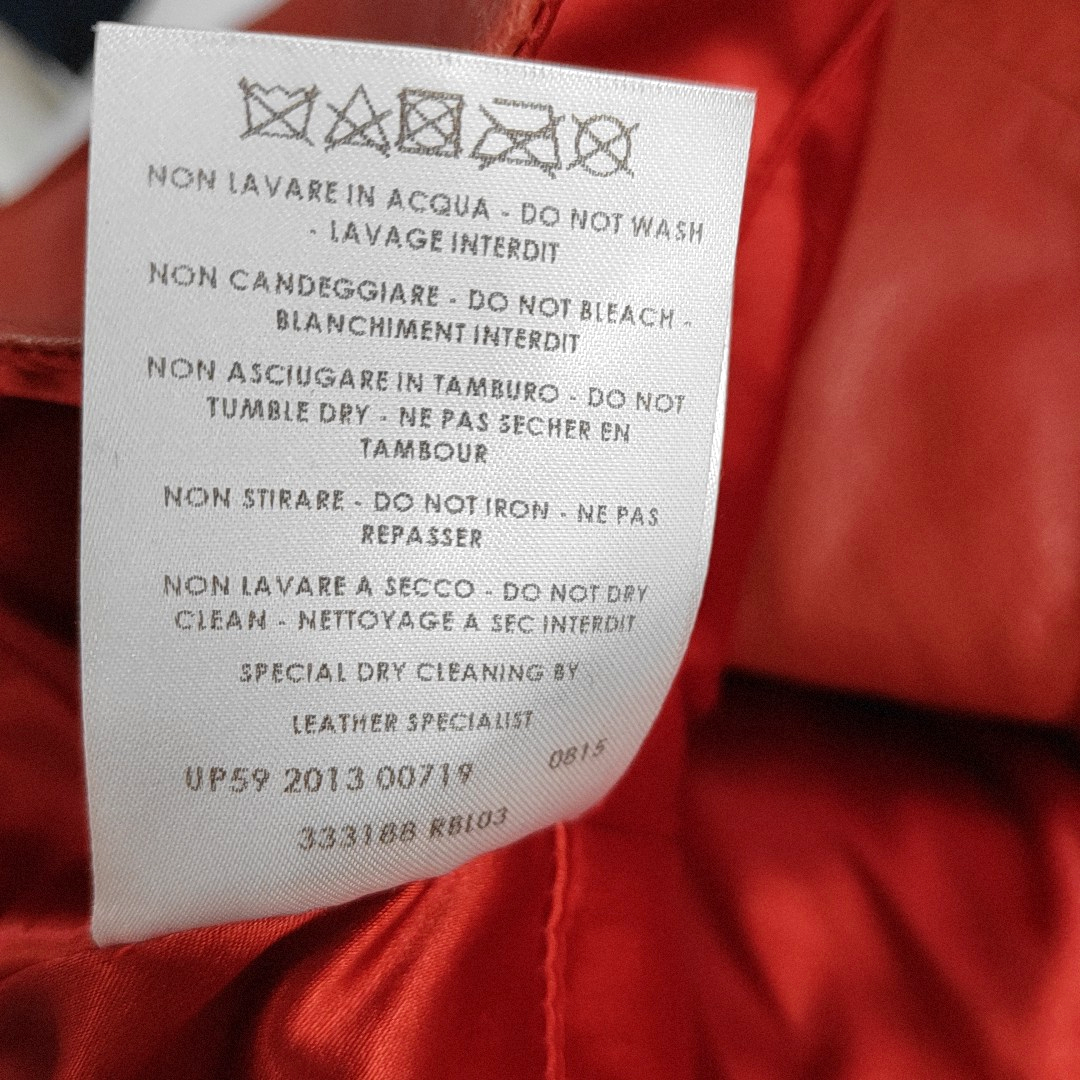 NON LAVARE IN ACQUA - DO NOT WASH
- LAVAGE INTERDIT
NON CANDEGGIARE - DO NOT BLEACH -
BLANCHIMENT INTERDIT
NON ASCIUGARE IN TAMBURO - DO NOT
TUMBLE DRY - NE PAS SECHER EN
TAMBOUR
NON STIRARE - DO NOT IRON - NE PAS
REPASSER
NON LAVARE A SECCO - DO NOT DRY
CLEAN - NETTOYAGE A SEC INTERDIT
SPECIAL DRY CLEANING BY
LEATHER SPECIALIST
UP59 2013 00719 0815
333188 RBL03